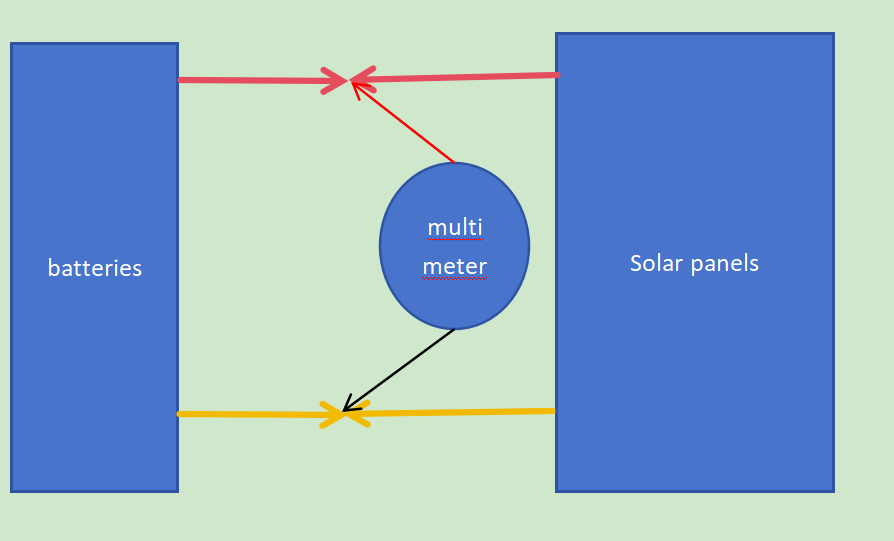 batteries
multi
meter
Solar panels